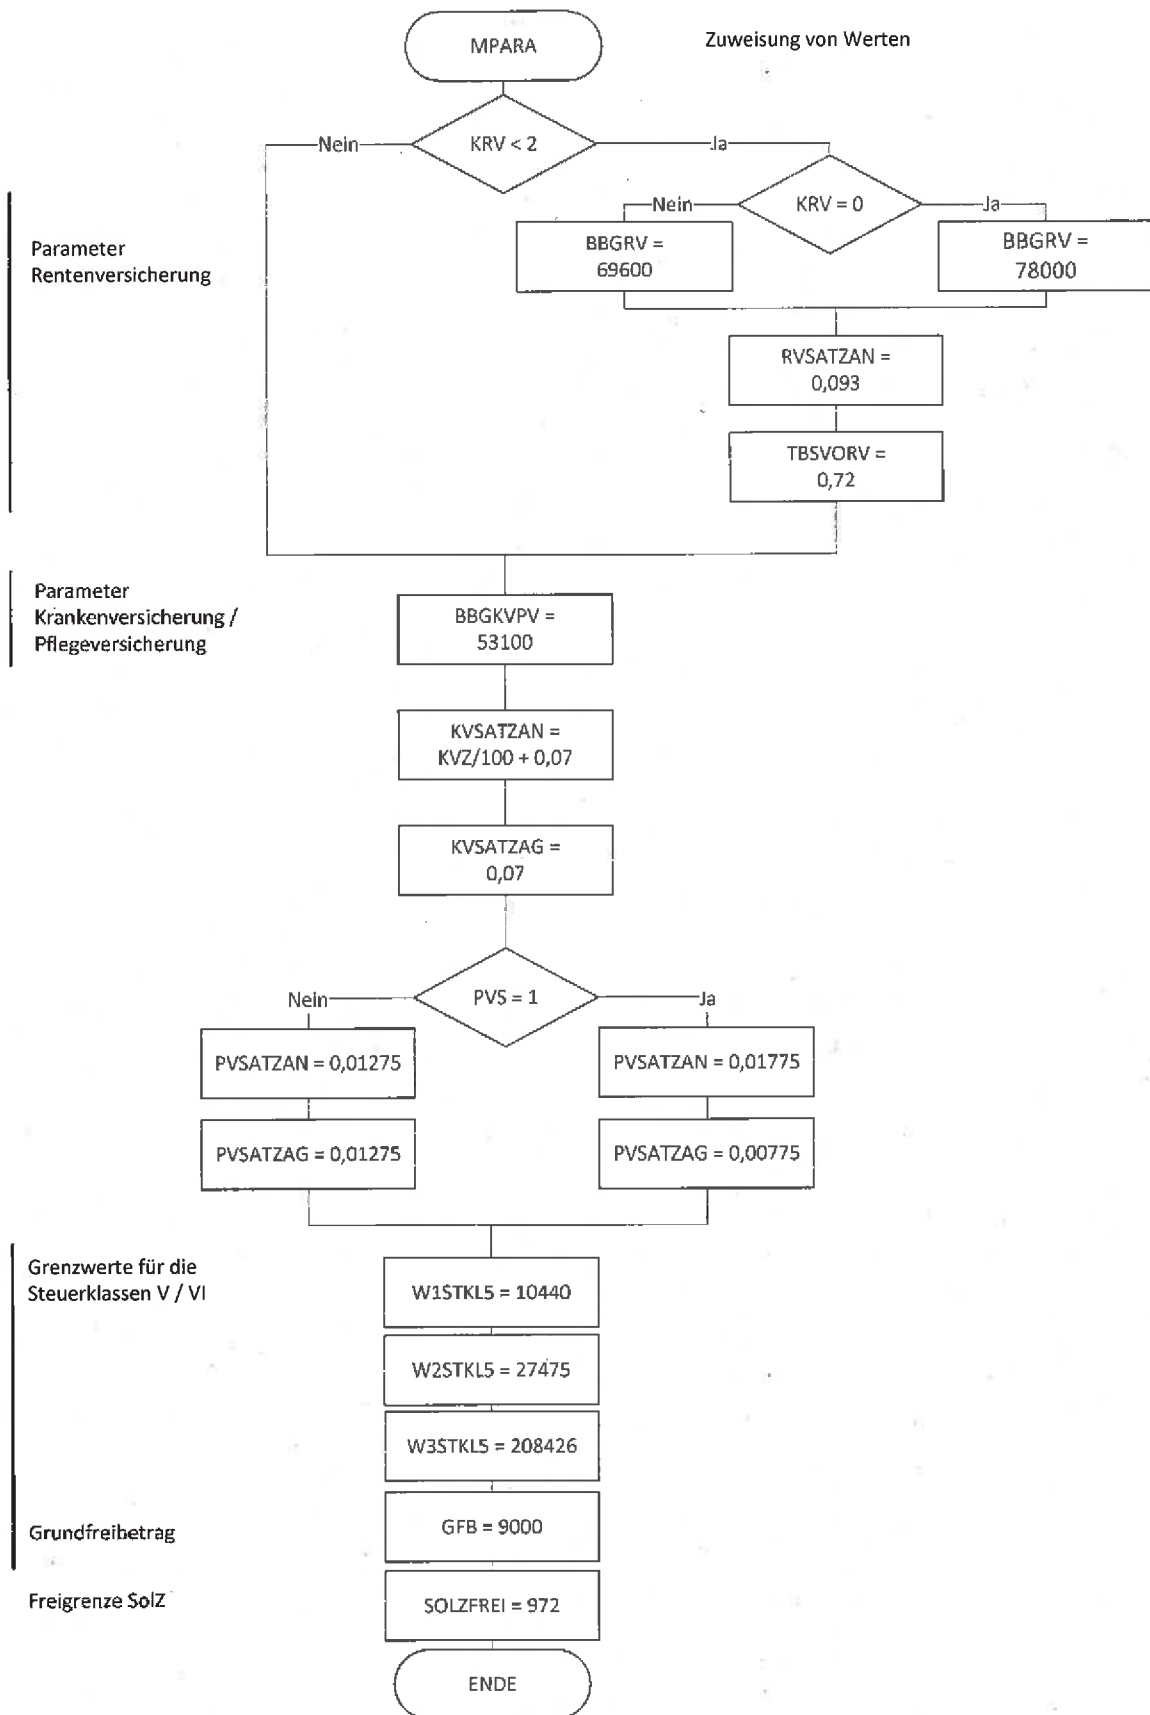 MPARA
Zuweisung von Werten
KRV < 2
Nein
Ja
KRV = 0
Nein
Ja
Parameter
Rentenversicherung
BBGRV =
69600
BBGRV =
78000
RVSATZAN =
0,093
TBSVORV =
0,72
Parameter
Krankenversicherung /
Pflegeversicherung
BBGKVPV =
53100
KVSATZAN =
KVZ/100 + 0,07
KVSATZAG =
0,07
PVS = 1
Nein
Ja
PVSATZAN = 0,01275
PVSATZAN = 0,01775
PVSATZAG = 0,01275
PVSATZAG = 0,00775
Grenzwerte für die
Steuerklassen V / VI
W1STKL5 = 10440
W2STKL5 = 27475
W3STKL5 = 208426
Grundfreibetrag
GFB = 9000
Freigrenze SolZ
SOLZFREI = 972
ENDE